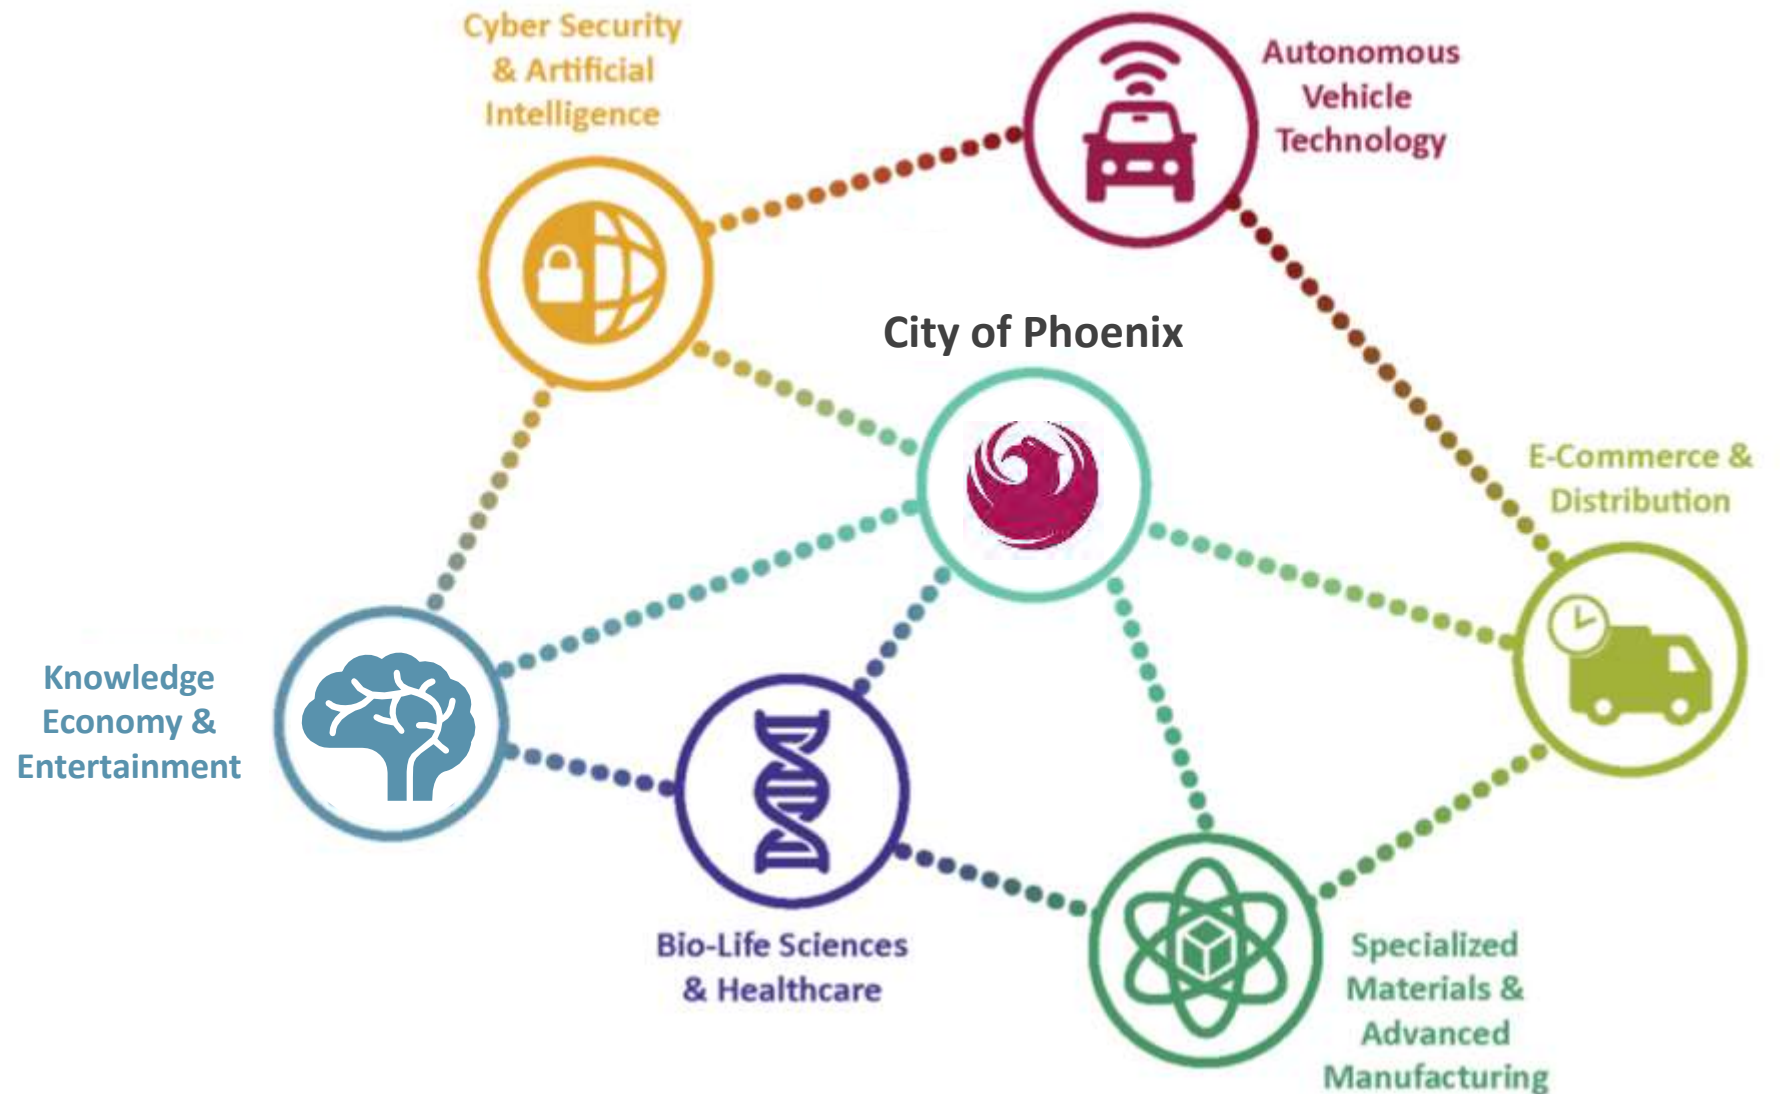 Cyber Security
& Artificial
Intelligence
Autonomous
Vehicle
Technology
City of Phoenix
E-Commerce &
Distribution
Knowledge
Economy &
Entertainment
Bio-Life Sciences
& Healthcare
Specialized
Materials &
Advanced
Manufacturing